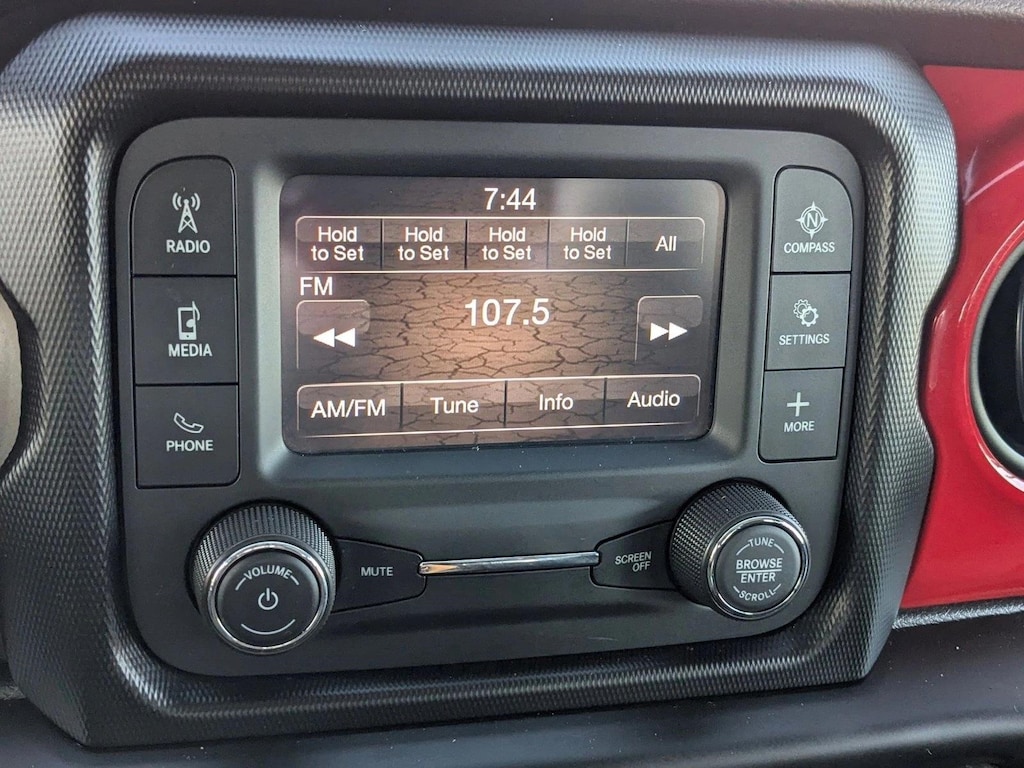 7:44
Hold to Set
Hold to Set
Hold to Set
Hold to Set
All
FM
107.5
AM/FM
Tune
Info
Audio
RADIO
MEDIA
PHONE
N
COMPASS
SETTINGS
MORE
VOLUME
MUTE
SCREEN
OFF
TUNE
BROWSE
ENTER
SCROLL